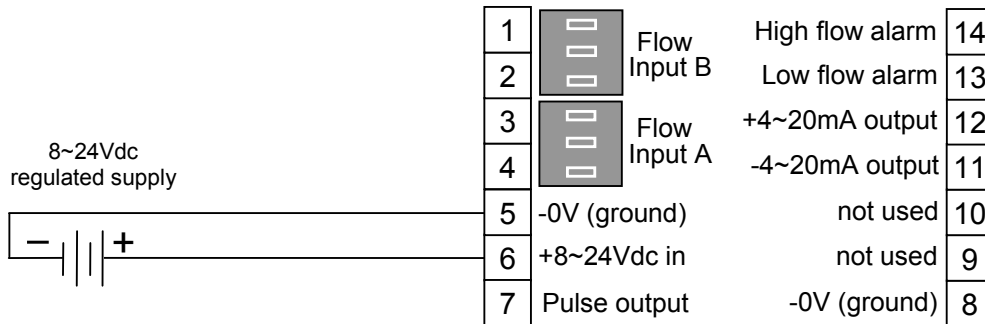 1 Flow High flow alarm 14
Input B
2 Low flow alarm 13
3 Flow +4~20mA output 12
Input A
8~24Vdc
regulated supply
4 -4~20mA output 11
5 -0V (ground) not used 10
− +
6 +8~24Vdc in not used 9
7 Pulse output -0V (ground) 8